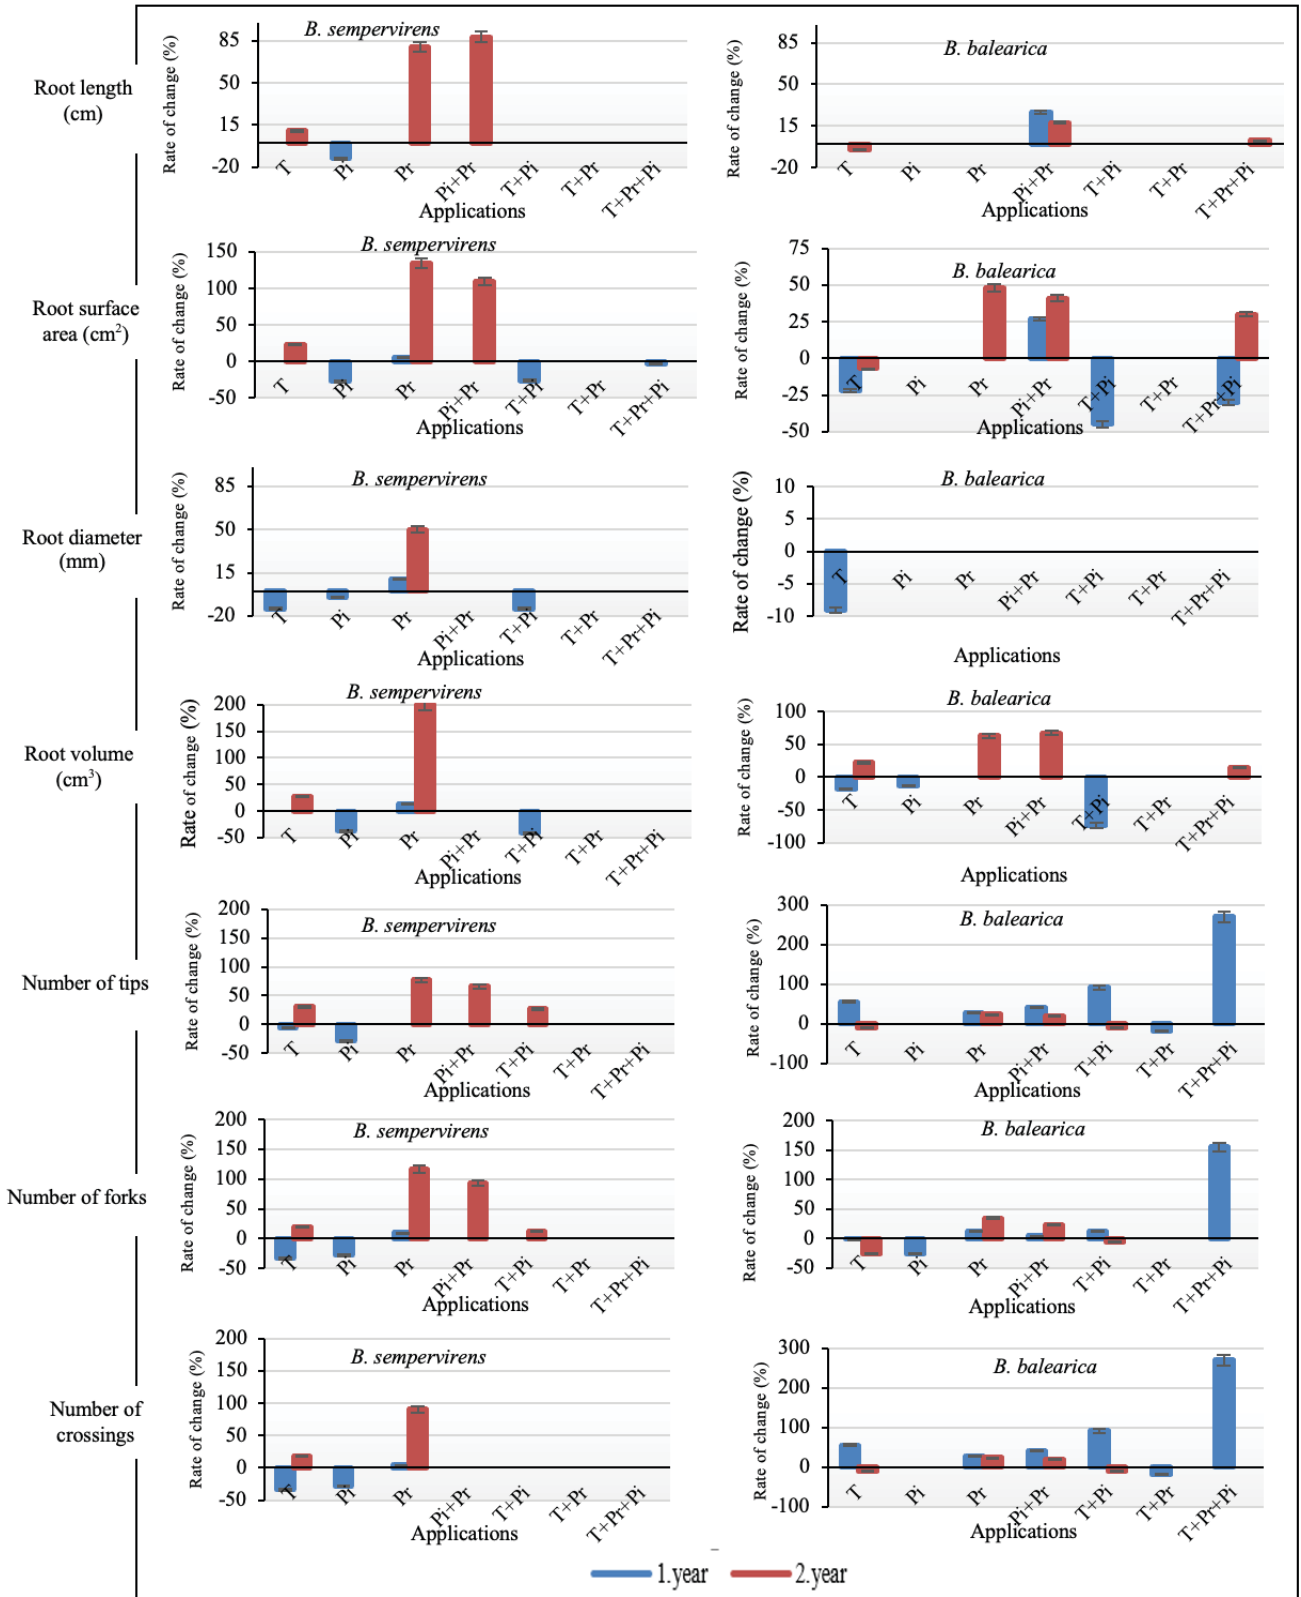 B. sempervirens
Root length
(cm)
Rate of change (%)
85
50
15
-20
T
Pi
Pr
Pi+Pr
T+Pi
T+Pr
T+Pr+Pi
Applications
B. balearica
Rate of change (%)
85
50
15
-20
T
Pi
Pr
Pi+Pr
T+Pi
T+Pr
T+Pr+Pi
Applications
B. sempervirens
Root surface
area (cm²)
Rate of change (%)
150
100
50
0
-50
T
Pi
Pr
Pi+Pr
T+Pi
T+Pr
T+Pr+Pi
Applications
B. balearica
Rate of change (%)
75
50
25
0
-25
-50
T
Pi
Pr
Pi+Pr
T+Pi
T+Pr
T+Pr+Pi
Applications
B. sempervirens
Root diameter
(mm)
Rate of change (%)
85
50
15
-20
T
Pi
Pr
Pi+Pr
T+Pi
T+Pr
T+Pr+Pi
Applications
B. balearica
Rate of change (%)
10
5
0
-5
-10
T
Pi
Pr
Pi+Pr
T+Pi
T+Pr
T+Pr+Pi
Applications
B. sempervirens
Root volume
(cm³)
Rate of change (%)
200
150
100
50
0
-50
T
Pi
Pr
Pi+Pr
T+Pi
T+Pr
T+Pr+Pi
Applications
B. balearica
Rate of change (%)
100
50
0
-50
-100
T
Pi
Pr
Pi+Pr
T+Pi
T+Pr
T+Pr+Pi
Applications
B. sempervirens
Number of tips
Rate of change (%)
200
150
100
50
0
-50
T
Pi
Pr
Pi+Pr
T+Pi
T+Pr
T+Pr+Pi
Applications
B. balearica
Rate of change (%)
300
200
100
0
-100
T
Pi
Pr
Pi+Pr
T+Pi
T+Pr
T+Pr+Pi
Applications
B. sempervirens
Number of forks
Rate of change (%)
200
150
100
50
0
-50
T
Pi
Pr
Pi+Pr
T+Pi
T+Pr
T+Pr+Pi
Applications
B. balearica
Rate of change (%)
200
150
100
50
0
-50
T
Pi
Pr
Pi+Pr
T+Pi
T+Pr
T+Pr+Pi
Applications
B. sempervirens
Number of
crossings
Rate of change (%)
200
150
100
50
0
-50
T
Pi
Pr
Pi+Pr
T+Pi
T+Pr
T+Pr+Pi
Applications
B. balearica
Rate of change (%)
300
200
100
0
-100
T
Pi
Pr
Pi+Pr
T+Pi
T+Pr
T+Pr+Pi
Applications
1.year 2.year